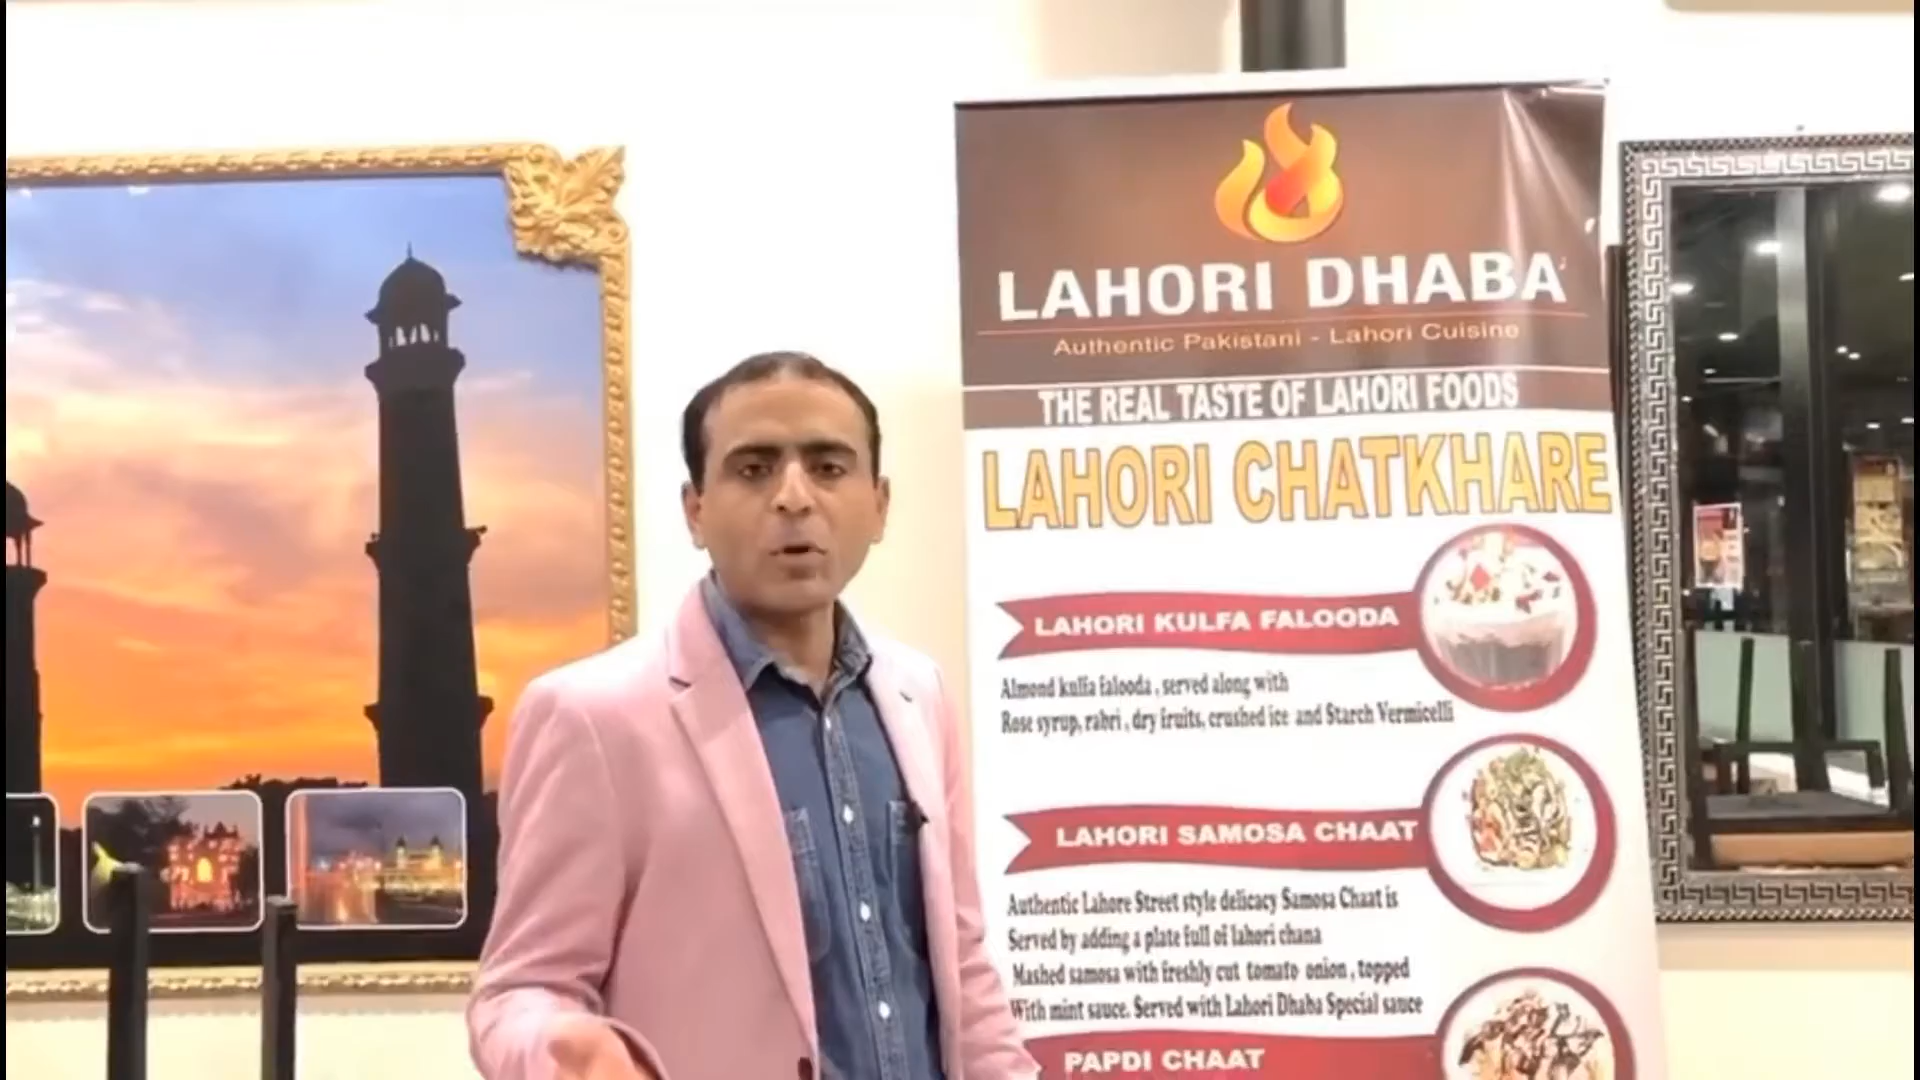 LAHORI DHABA
Authentic Pakistani - Lahori Cuisine
THE REAL TASTE OF LAHORI FOODS
LAHORI CHATKHARE
LAHORI KULFA FALOODA
Almond kulfa falooda , served along with
Rose syrup, rabri , dry fruits, crushed ice and Starch Vermicelli
LAHORI SAMOSA CHAAT
Authentic Lahore Street style delicacy Samosa Chaat is
Served by adding a plate full of lahori chana
Mashed samosa with freshly cut tomato onion , topped
With mint sauce. Served with Lahori Dhaba Special sauce
PAPDI CHAAT